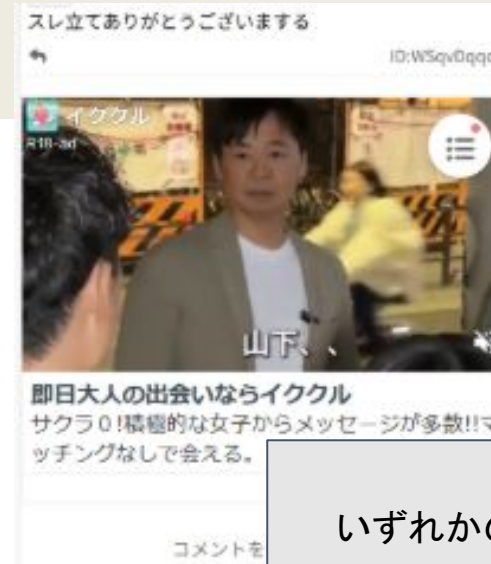 スレ立てありがとうございまする
ID:WSqvDqqc
イククル
R18-ad
山下、、
即日大人の出会いならイククル
サクラ0!積極的な女子からメッセージが多数!!マ
ッチングなしで会える。
コメントを
いずれかの